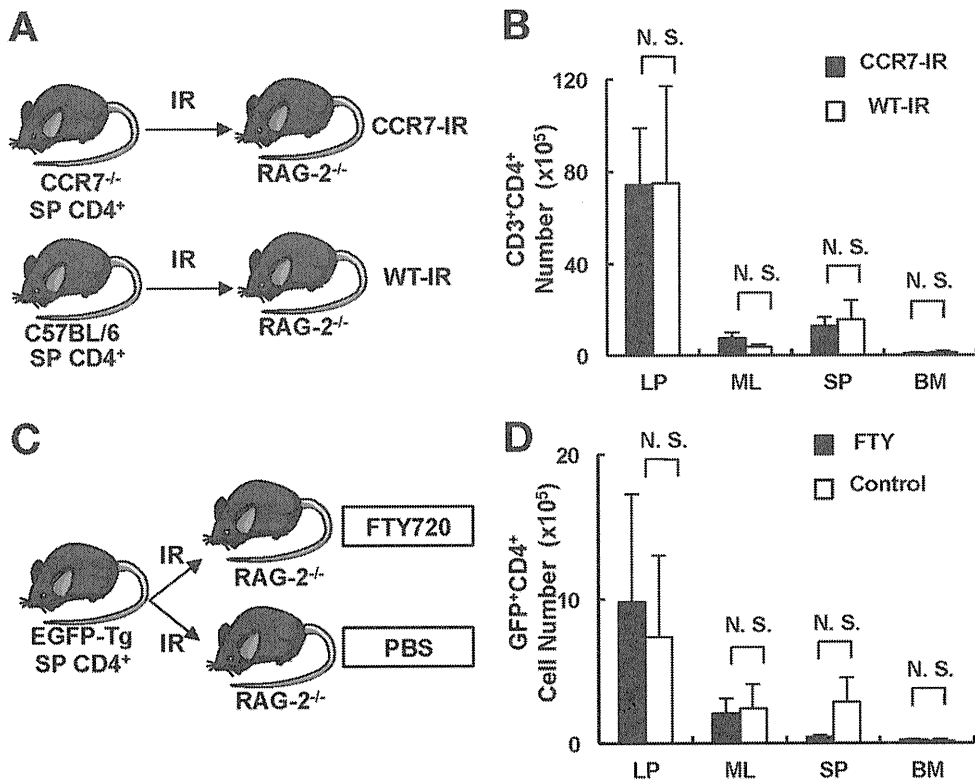 A
IR
CCR7-IR
CCR7-/-
SP CD4+
RAG-2-/-
IR
WT-IR
C57BL/6
SP CD4+
RAG-2-/-
B
N. S.
CCR7-IR
WT-IR
120
80
40
0
CD3+CD4+
Number (x10⁵)
N. S.
N. S.
N. S.
LP ML SP BM
C
IR
FTY720
RAG-2-/-
EGFP-Tg
SP CD4+
IR
PBS
RAG-2-/-
D
N. S.
FTY
Control
20
10
0
GFP+CD4+
Cell Number (x10⁵)
N. S.
N. S.
N. S.
LP ML SP BM